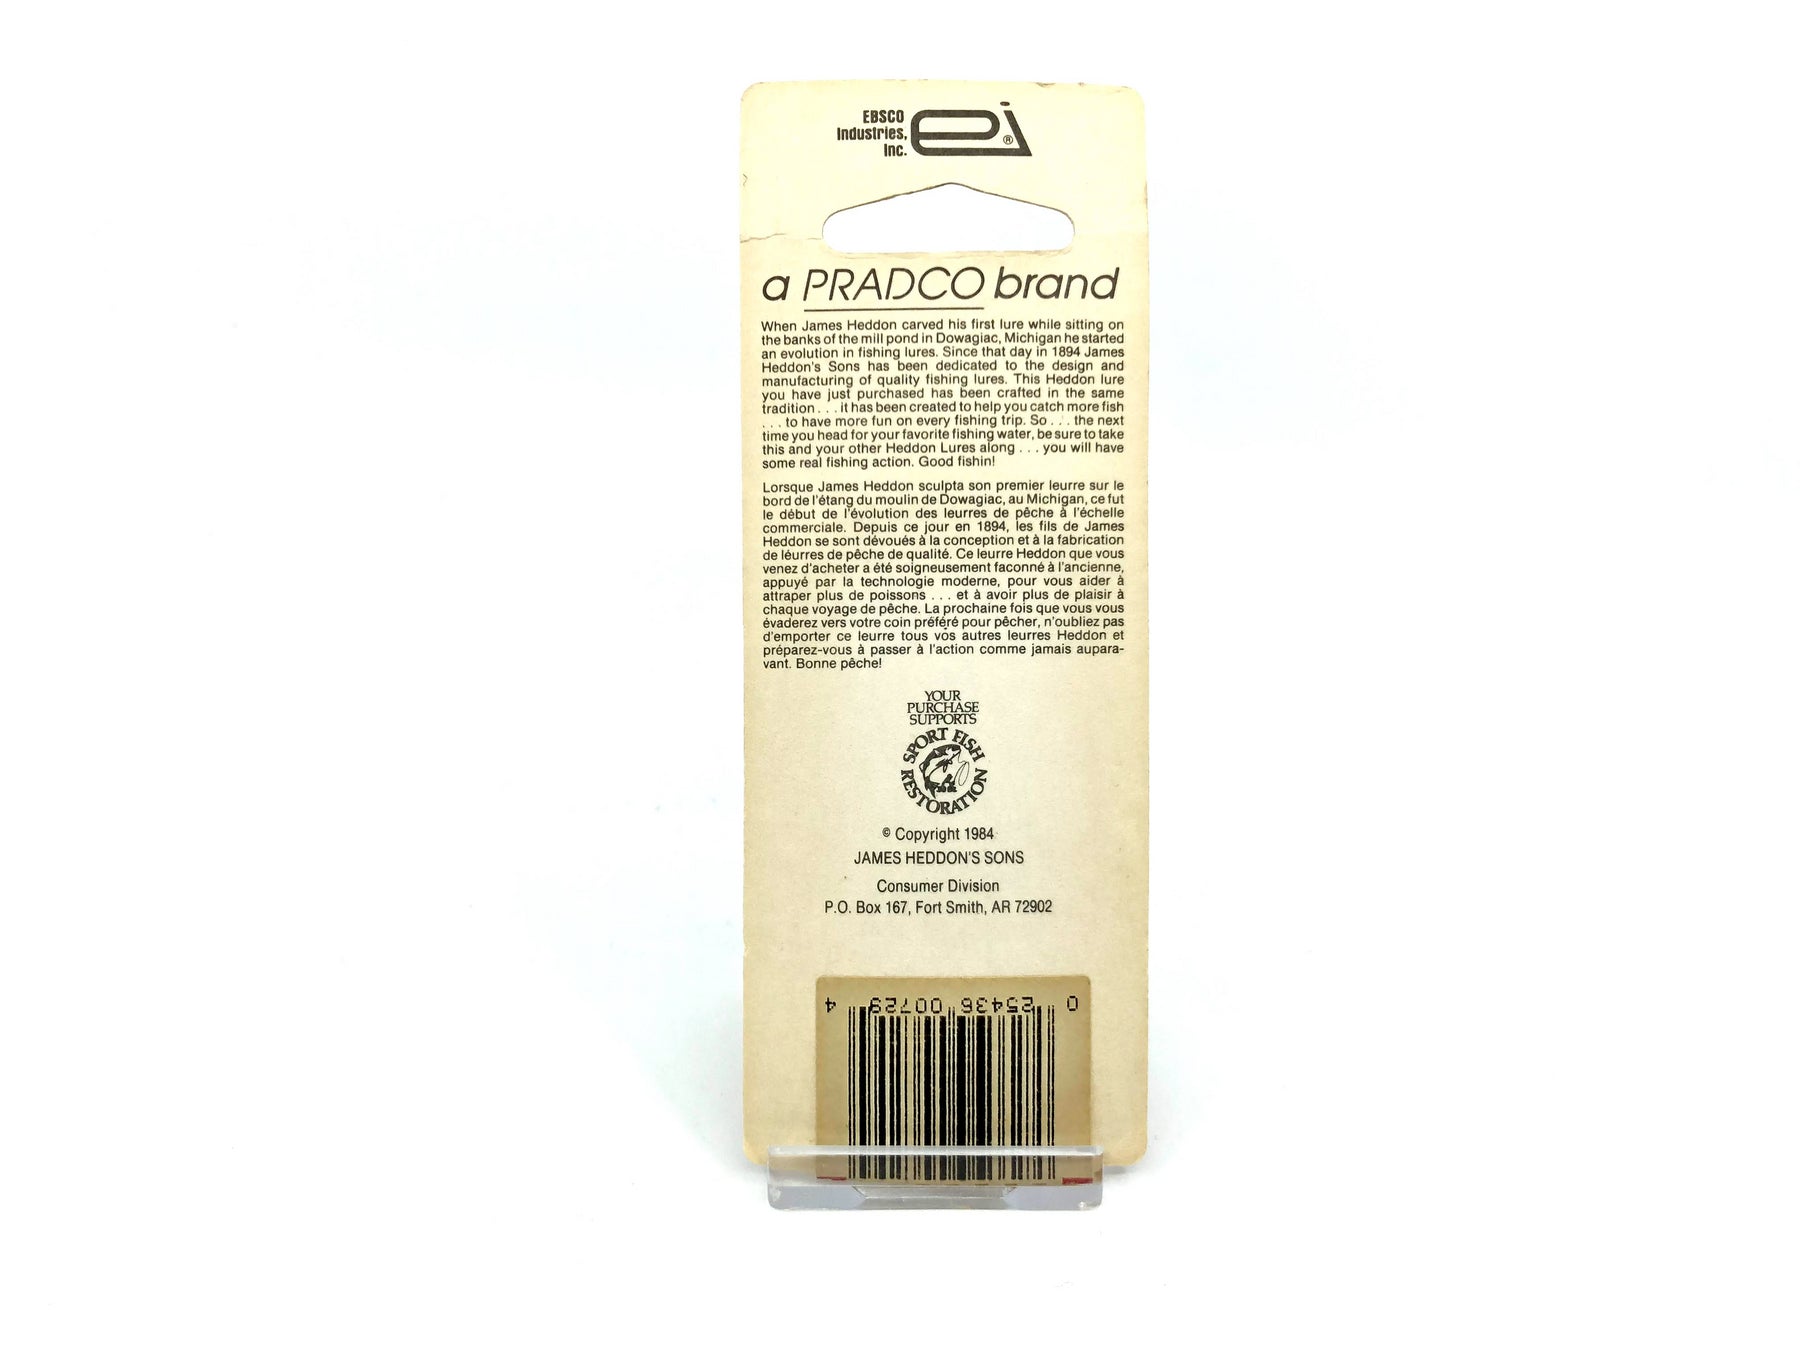 EBSCO
Industries,
Inc.
ei®
a PRADCO brand
When James Heddon carved his first lure while sitting on
the banks of the mill pond in Dowagiac, Michigan he started
an evolution in fishing lures. Since that day in 1894 James
Heddon's Sons has been dedicated to the design and
manufacturing of quality fishing lures. This Heddon lure
you have just purchased has been crafted in the same
tradition . . . it has been created to help you catch more fish
. . . to have more fun on every fishing trip. So . . . the next
time you head for your favorite fishing water, be sure to take
this and your other Heddon Lures along . . . you will have
some real fishing action. Good fishin!
Lorsque James Heddon sculpta son premier leurre sur le
bord de l'étang du moulin de Dowagiac, au Michigan, ce fut
le début de l'évolution des leurres de pêche à l'échelle
commerciale. Depuis ce jour en 1894, les fils de James
Heddon se sont dévoués à la conception et à la fabrication
de léurres de pêche de qualité. Ce leurre Heddon que vous
venez d'acheter a été soigneusement faconné à l'ancienne,
appuyé par la technologie moderne, pour vous aider à
attraper plus de poissons . . . et à avoir plus de plaisir à
chaque voyage de pêche. La prochaine fois que vous vous
évaderez vers votre coin préféré pour pêcher, n'oubliez pas
d'emporter ce leurre tous vos autres leurres Heddon et
préparez-vous à passer à l'action comme jamais aupara-
vant. Bonne pêche!
YOUR
PURCHASE
SUPPORTS
SPORT FISH
RESTORATION
© Copyright 1984
JAMES HEDDON'S SONS
Consumer Division
P.O. Box 167, Fort Smith, AR 72902
0 25436 00729 4